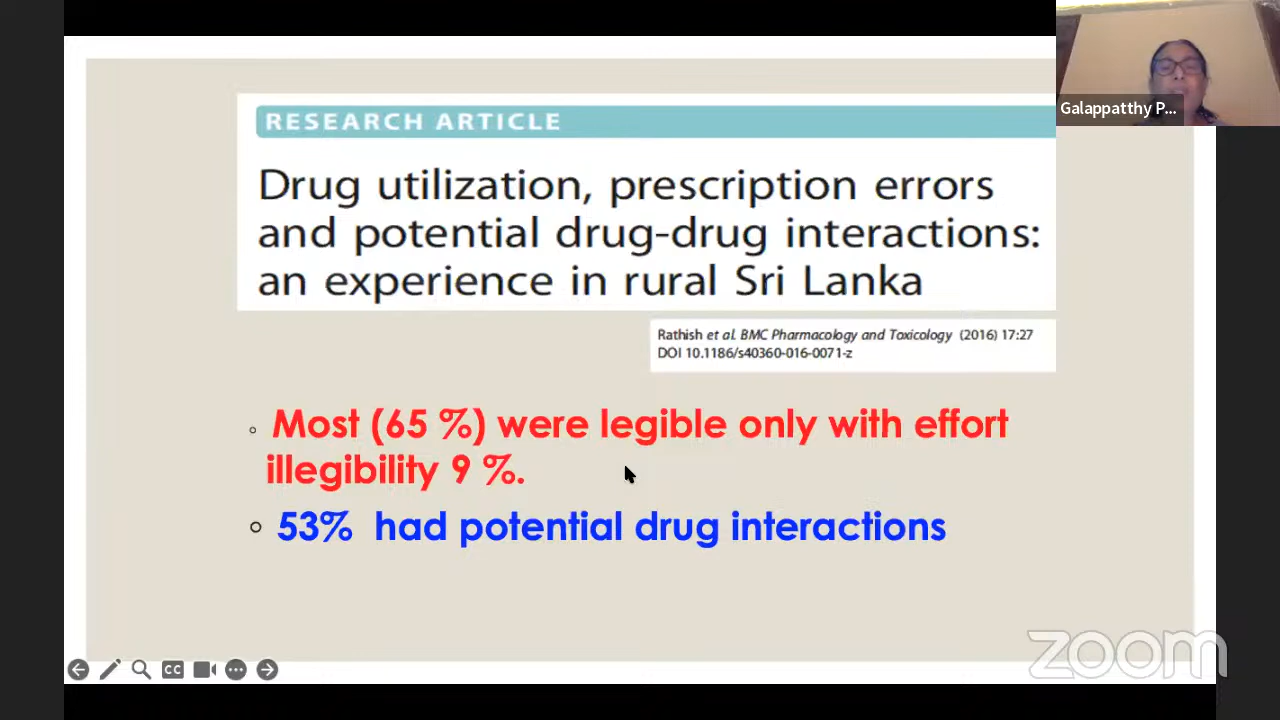 RESEARCH ARTICLE
Drug utilization, prescription errors
and potential drug-drug interactions:
an experience in rural Sri Lanka
Rathish et al. BMC Pharmacology and Toxicology (2016) 17:27
DOI 10.1186/s40360-016-0071-z
Most (65 %) were legible only with effort
illegibility 9 %.
53% had potential drug interactions
Galappatthy P...
CC
zoom